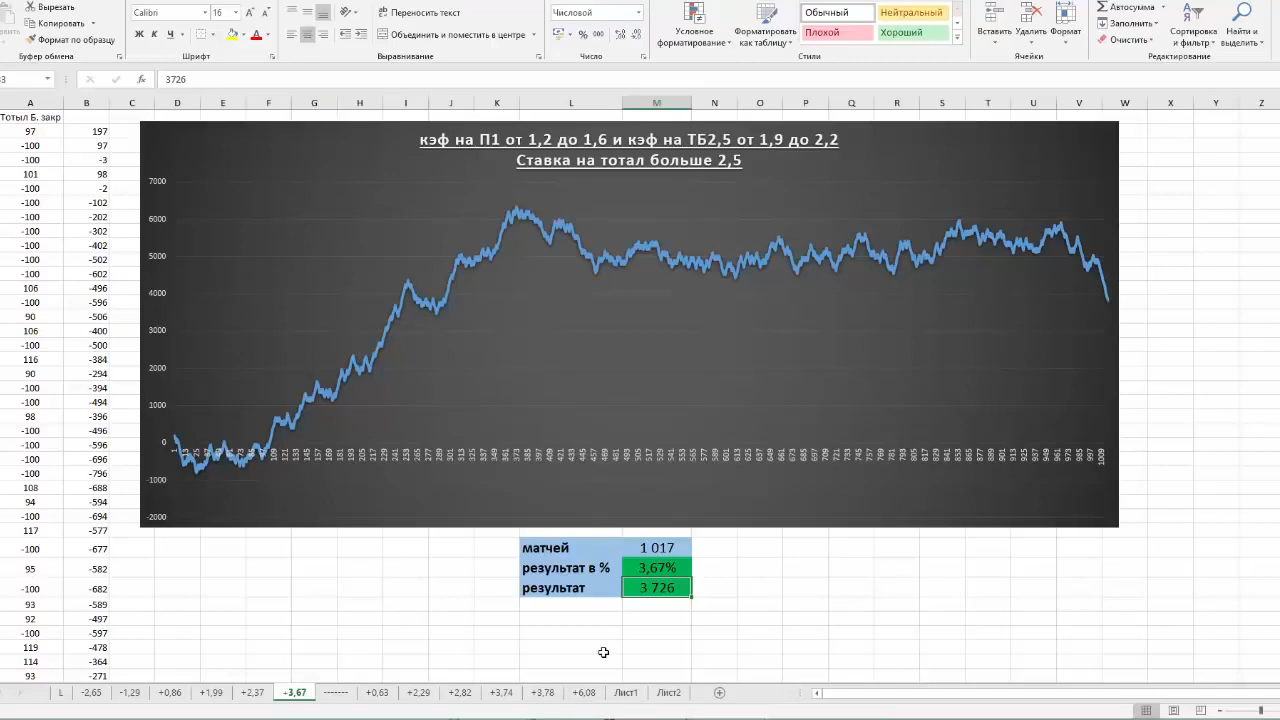 Вырезать
Копировать
Формат по образцу
Буфер обмена
Calibri 16
Ж К Ч
Шрифт
Переносить текст
Объединить и поместить в центре
Выравнивание
Числовой
% 000
Число
Условное форматирование
Форматировать как таблицу
Обычный Нейтральный
Плохой Хороший
Стили
Вставить Удалить Формат
Ячейки
Автосумма
Заполнить
Очистить
Сортировка и фильтр
Найти и выделить
Редактирование
3 fx 3726
A B C D E F G H I J K L M N O P Q R S T U V W X Y Z
Тотыл Б. закр
97 197
-100 97
-100 -3
101 98
-100 -2
-100 -102
-100 -202
-100 -302
-100 -402
-100 -502
-100 -602
106 -496
-100 -596
90 -506
106 -400
-100 -500
116 -384
90 -294
-100 -394
-100 -494
98 -396
-100 -496
-100 -596
-100 -696
-100 -796
108 -688
94 -594
-100 -694
117 -577
-100 -677
95 -582
-100 -682
93 -589
92 -497
-100 -597
119 -478
114 -364
93 -271
кэф на П1 от 1,2 до 1,6 и кэф на ТБ2,5 от 1,9 до 2,2
Ставка на тотал больше 2,5
7000
6000
5000
4000
3000
2000
1000
0
-1000
-2000
матчей 1 017
результат в % 3,67%
результат 3 726
L -2,65 -1,29 +0,86 +1,99 +2,37 +3,67 ------- +0,63 +2,29 +2,82 +3,74 +3,78 +6,08 Лист1 Лист2